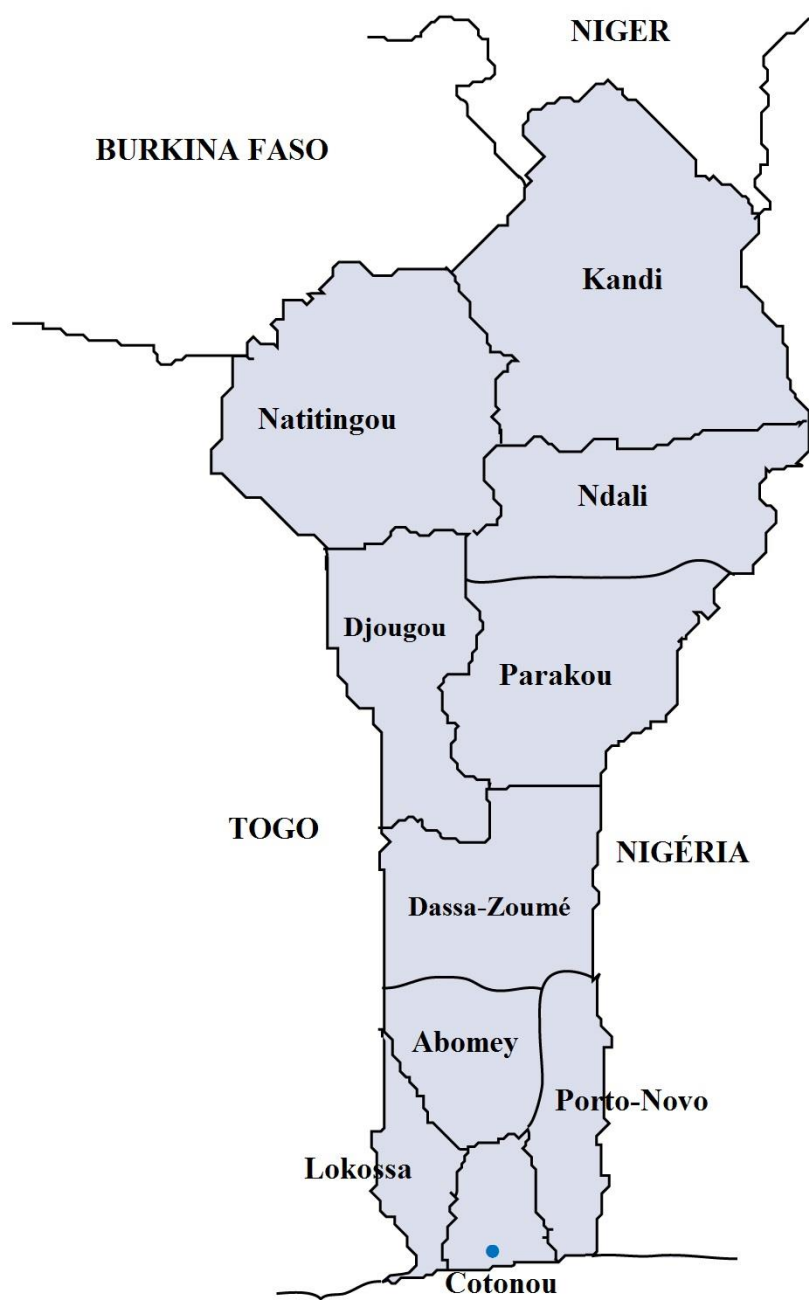 NIGER
BURKINA FASO
Kandi
Natitingou
Ndali
Djougou
Parakou
TOGO
NIGÉRIA
Dassa-Zoumé
Abomey
Porto-Novo
Lokossa
Cotonou